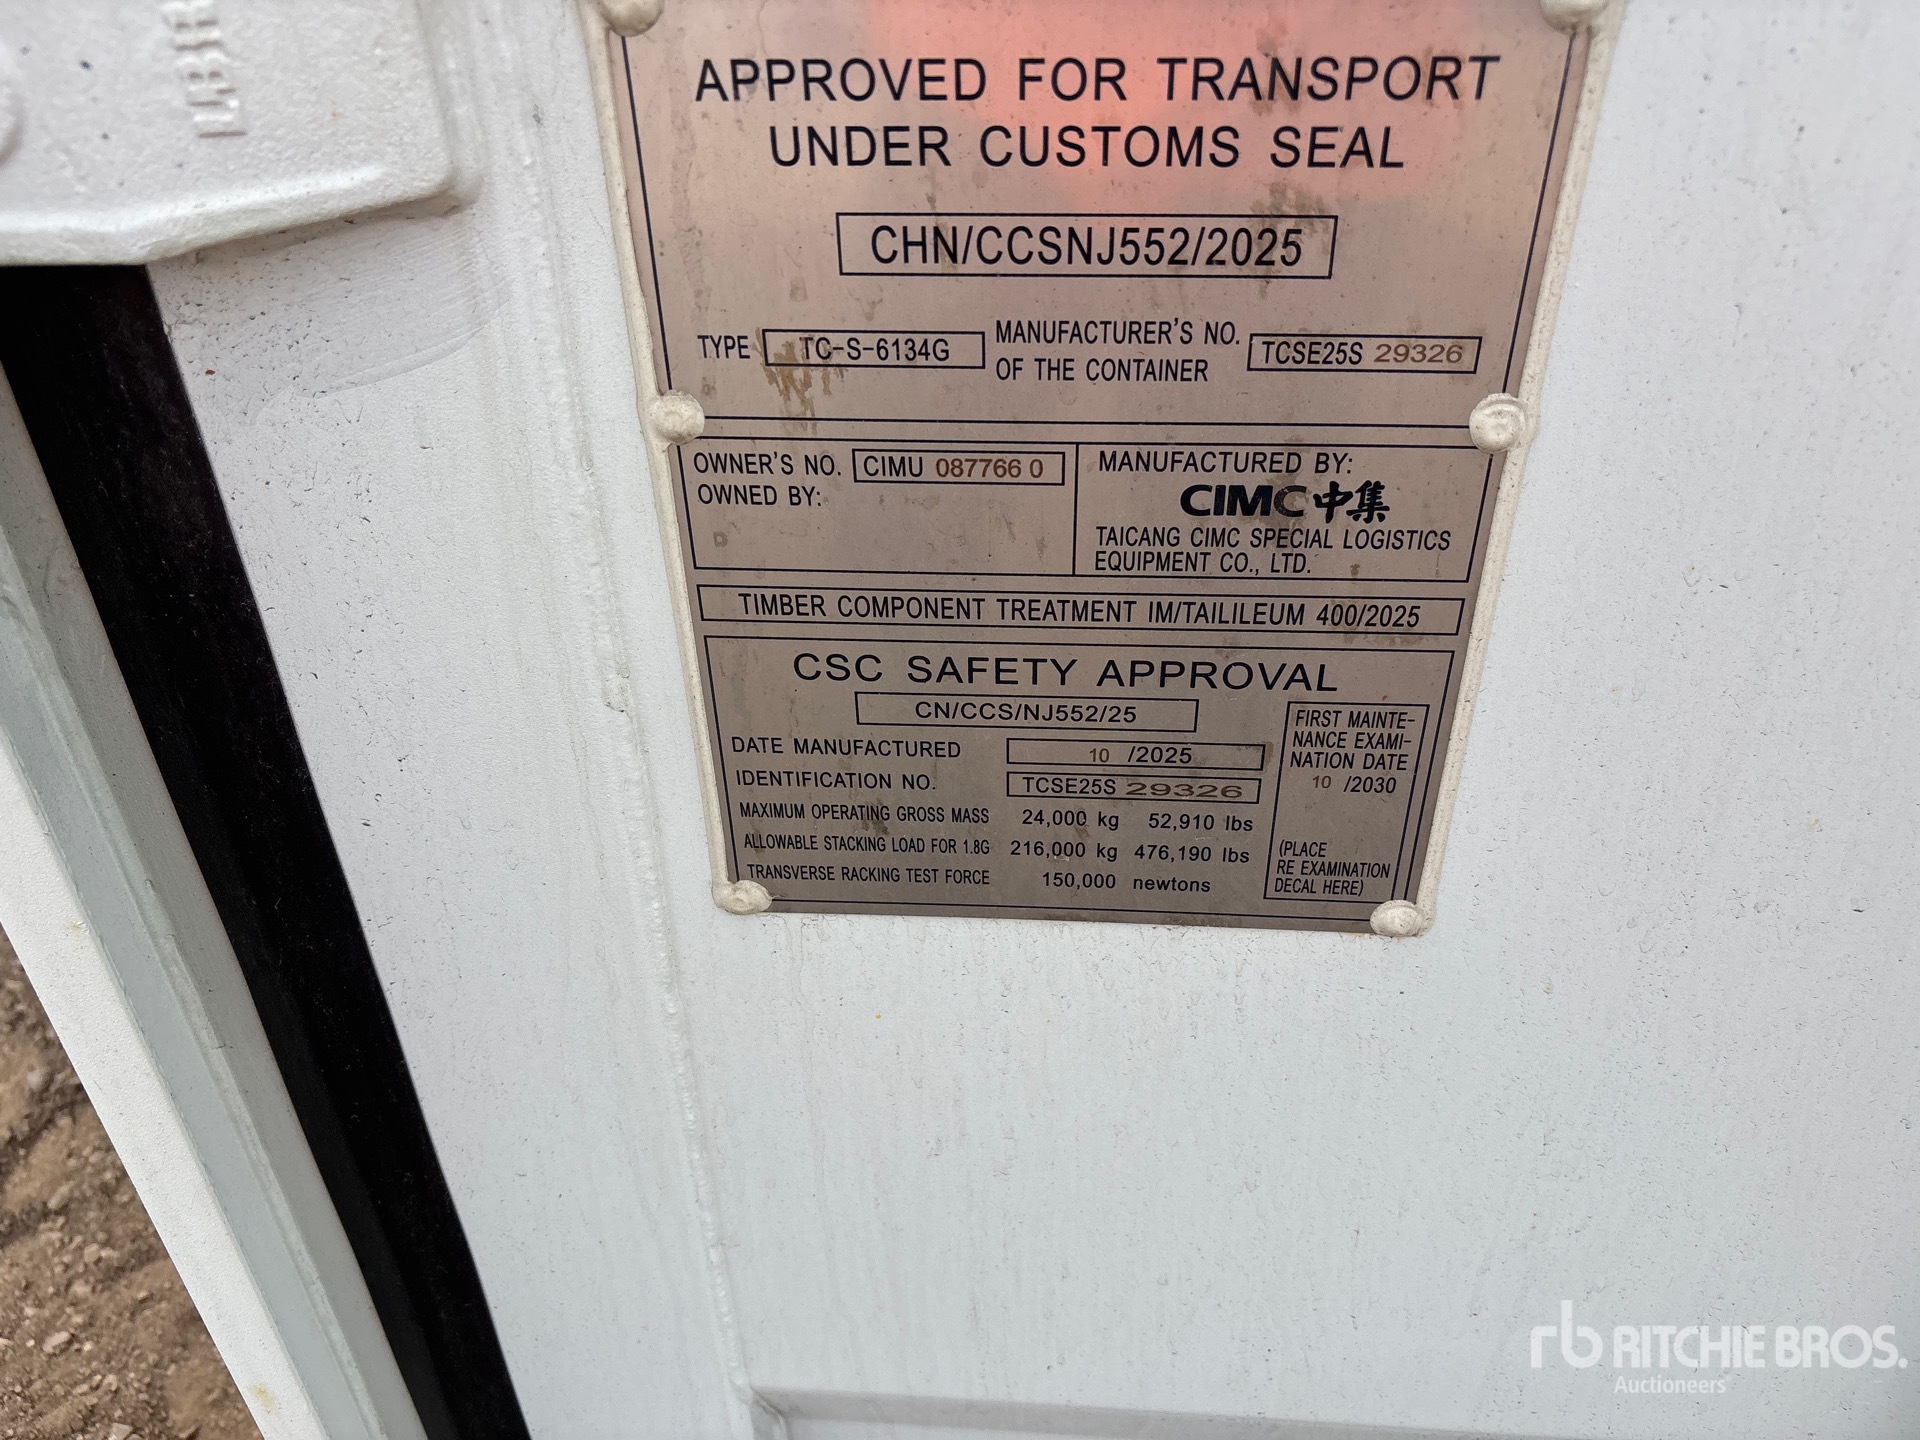 APPROVED FOR TRANSPORT
UNDER CUSTOMS SEAL
CHN/CCSNJ552/2025
TYPE TC-S-6134G MANUFACTURER'S NO.
OF THE CONTAINER TCSE25S 29326
OWNER'S NO. CIMU 087766 0
OWNED BY:
MANUFACTURED BY:
CIMC中集
TAICANG CIMC SPECIAL LOGISTICS
EQUIPMENT CO., LTD.
TIMBER COMPONENT TREATMENT IM/TAILILEUM 400/2025
CSC SAFETY APPROVAL
CN/CCS/NJ552/25
DATE MANUFACTURED 10 /2025
IDENTIFICATION NO. TCSE25S 29326
MAXIMUM OPERATING GROSS MASS 24,000 kg 52,910 lbs
ALLOWABLE STACKING LOAD FOR 1.8G 216,000 kg 476,190 lbs
TRANSVERSE RACKING TEST FORCE 150,000 newtons
FIRST MAINTE-
NANCE EXAMI-
NATION DATE
10 /2030
(PLACE
RE EXAMINATION
DECAL HERE)
rb RITCHIE BROS.
Auctioneers